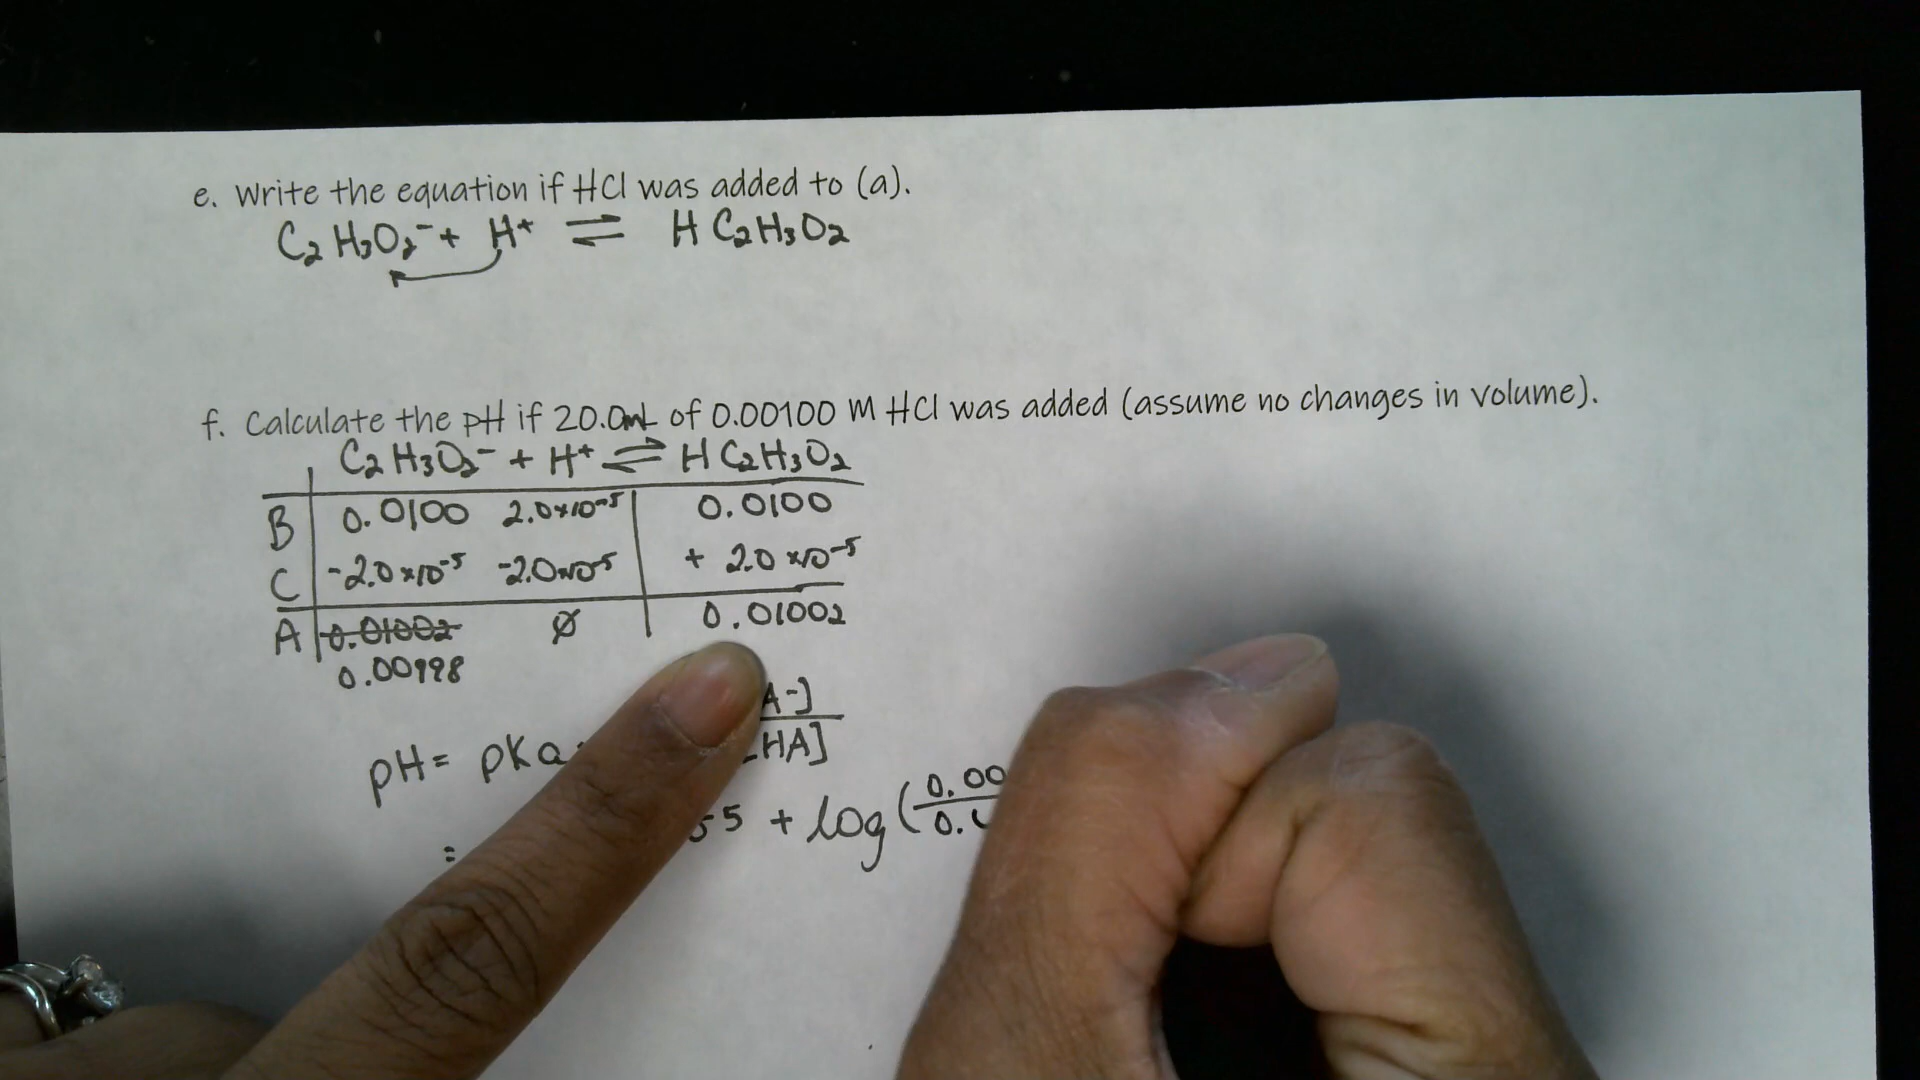 e. Write the equation if HCl was added to (a).
C₂H₃O₂⁻ + H⁺ ⇌ HC₂H₃O₂
f. Calculate the pH if 20.0mL of 0.00100 M HCl was added (assume no changes in volume).
C₂H₃O₂⁻ + H⁺ ⇌ HC₂H₃O₂
B 0.0100 2.0×10⁻⁵ 0.0100
C -2.0×10⁻⁵ -2.0×10⁻⁵ + 2.0×10⁻⁵
A 0.01002 Ø 0.01002
0.00998
A⁻]
pH = pKa HA]
= 55 + log( 0.00
0.